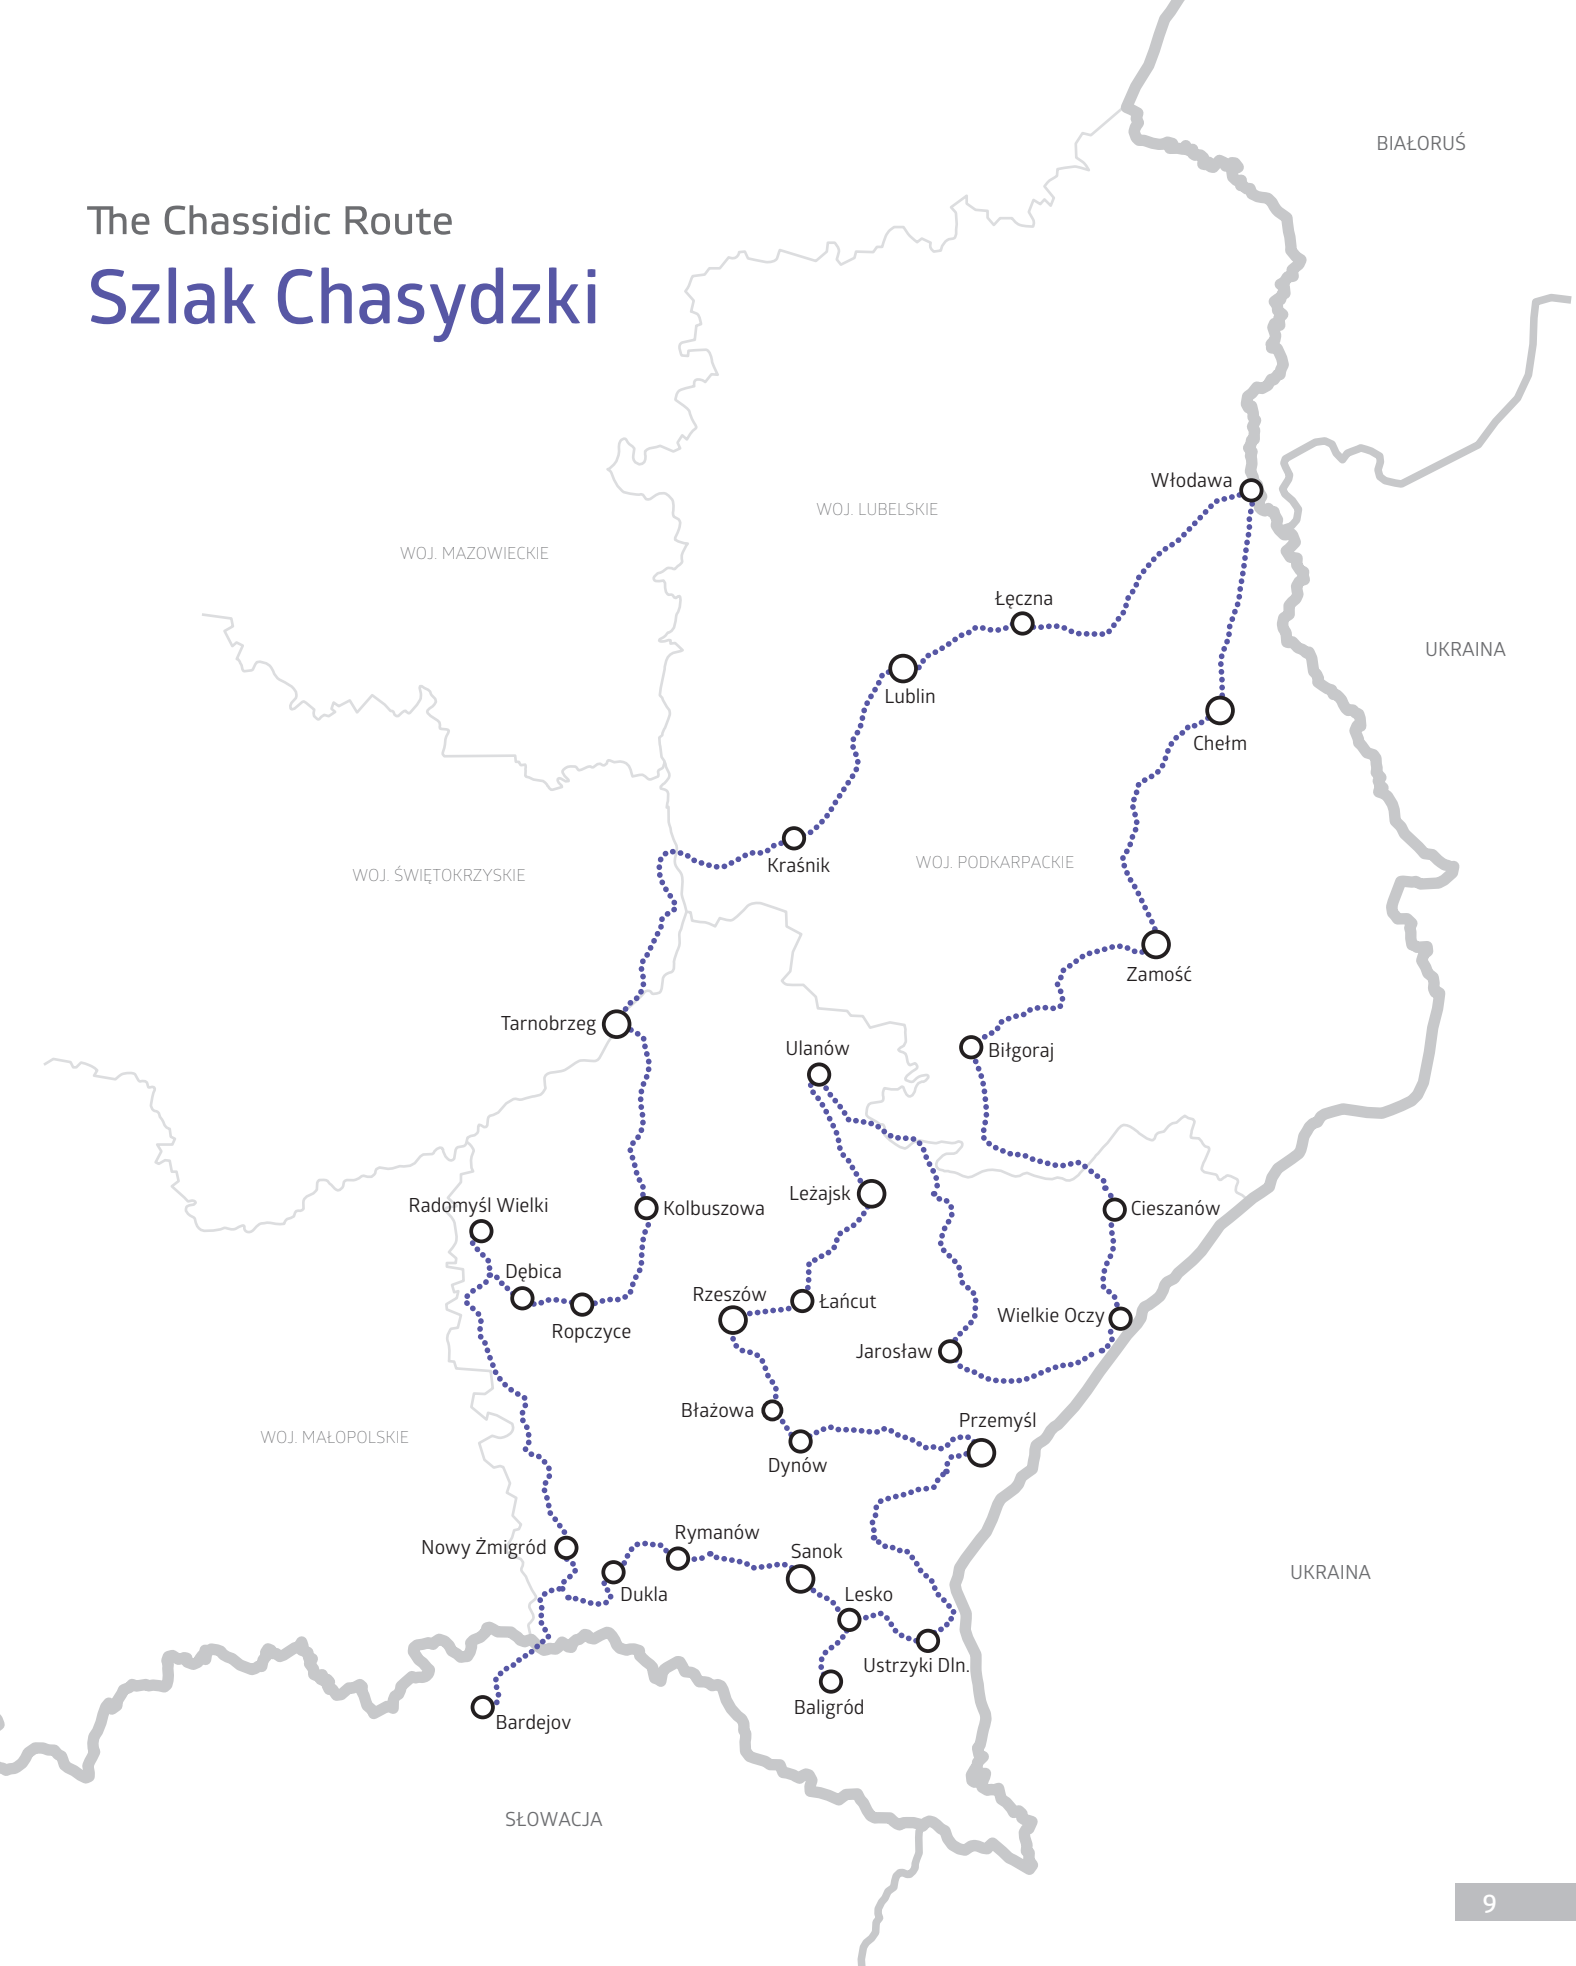 BIAŁORUŚ
The Chassidic Route
Szlak Chasydzki
Włodawa
WOJ. LUBELSKIE
WOJ. MAZOWIECKIE
Łęczna
UKRAINA
Lublin
Chełm
Kraśnik
WOJ. PODKARPACKIE
WOJ. ŚWIĘTOKRZYSKIE
Zamość
Tarnobrzeg
Ulanów
Biłgoraj
Leżajsk
Radomyśl Wielki
Kolbuszowa
Cieszanów
Dębica
Rzeszów
Łańcut
Wielkie Oczy
Ropczyce
Jarosław
Błażowa
Przemyśl
WOJ. MAŁOPOLSKIE
Dynów
Rymanów
Nowy Żmigród
Sanok
UKRAINA
Dukla
Lesko
Ustrzyki Dln.
Baligród
Bardejov
SŁOWACJA
9